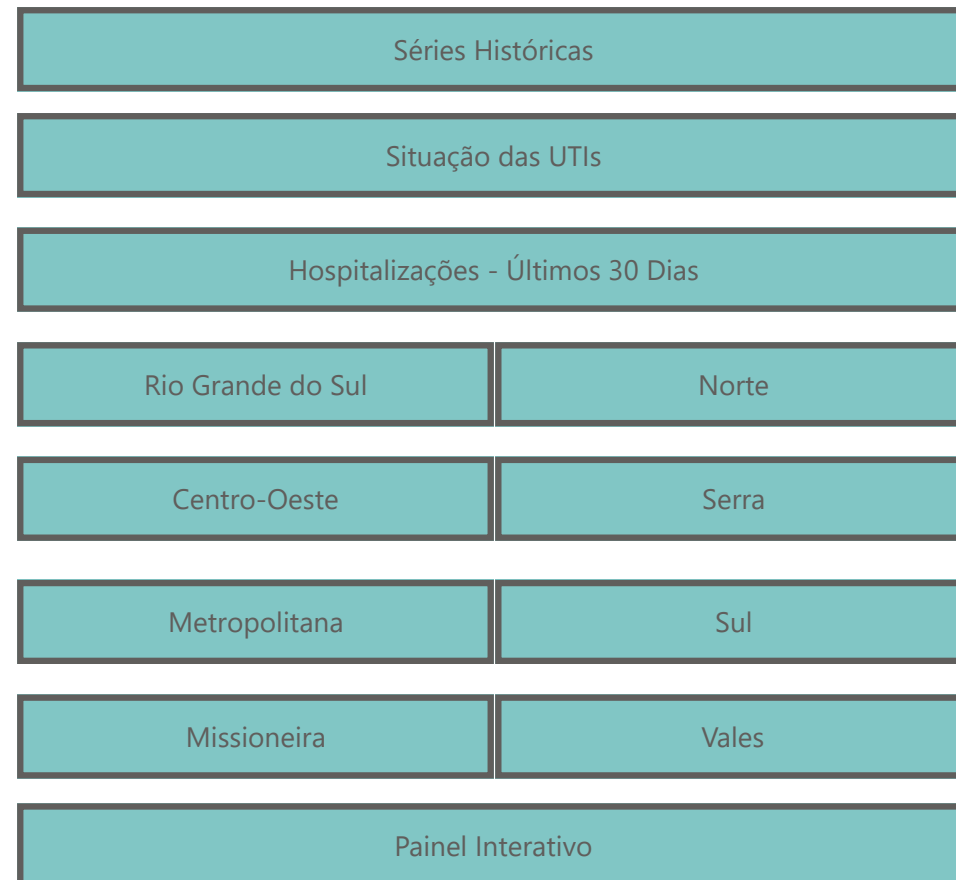 Séries Históricas
Situação das UTIs
Hospitalizações - Últimos 30 Dias
Rio Grande do Sul
Norte
Centro-Oeste
Serra
Metropolitana
Sul
Missioneira
Vales
Painel Interativo